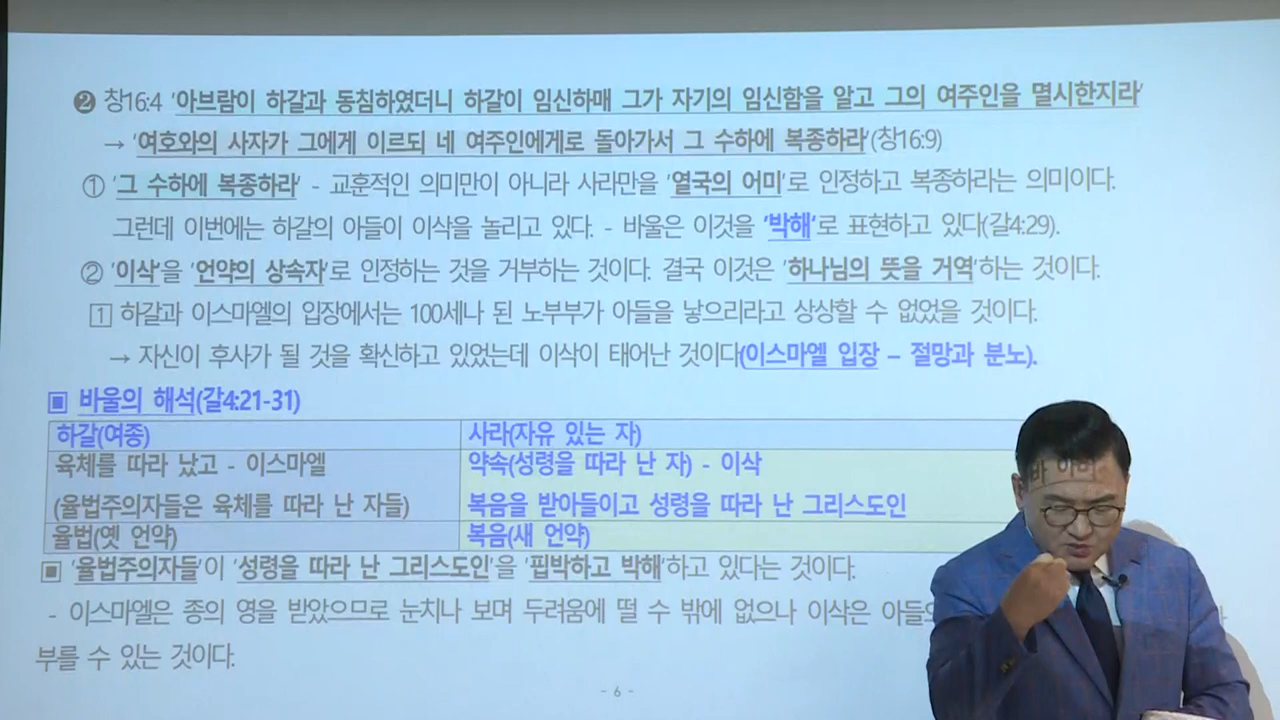 ❷ 창16:4 '아브람이 하갈과 동침하였더니 하갈이 임신하매 그가 자기의 임신함을 알고 그의 여주인을 멸시한지라'
→ '여호와의 사자가 그에게 이르되 네 여주인에게로 돌아가서 그 수하에 복종하라'(창16:9)
① '그 수하에 복종하라' - 교훈적인 의미만이 아니라 사라만을 '열국의 어미'로 인정하고 복종하라는 의미이다.
그런데 이번에는 하갈의 아들이 이삭을 놀리고 있다. - 바울은 이것을 '박해'로 표현하고 있다(갈4:29).
② '이삭'을 '언약의 상속자'로 인정하는 것을 거부하는 것이다. 결국 이것은 '하나님의 뜻을 거역'하는 것이다.
1 하갈과 이스마엘의 입장에서는 100세나 된 노부부가 아들을 낳으리라고 상상할 수 없었을 것이다.
→ 자신이 후사가 될 것을 확신하고 있었는데 이삭이 태어난 것이다(이스마엘 입장 – 절망과 분노).
▣ 바울의 해석(갈4:21-31)
하갈(여종) 사라(자유 있는 자)
육체를 따라 났고 - 이스마엘 약속(성령을 따라 난 자) - 이삭
(율법주의자들은 육체를 따라 난 자들) 복음을 받아들이고 성령을 따라 난 그리스도인
율법(옛 언약) 복음(새 언약)
▣ '율법주의자들'이 '성령을 따라 난 그리스도인'을 '핍박하고 박해'하고 있다는 것이다.
- 이스마엘은 종의 영을 받았으므로 눈치나 보며 두려움에 떨 수 밖에 없으나 이삭은
부를 수 있는 것이다.
- 6 -